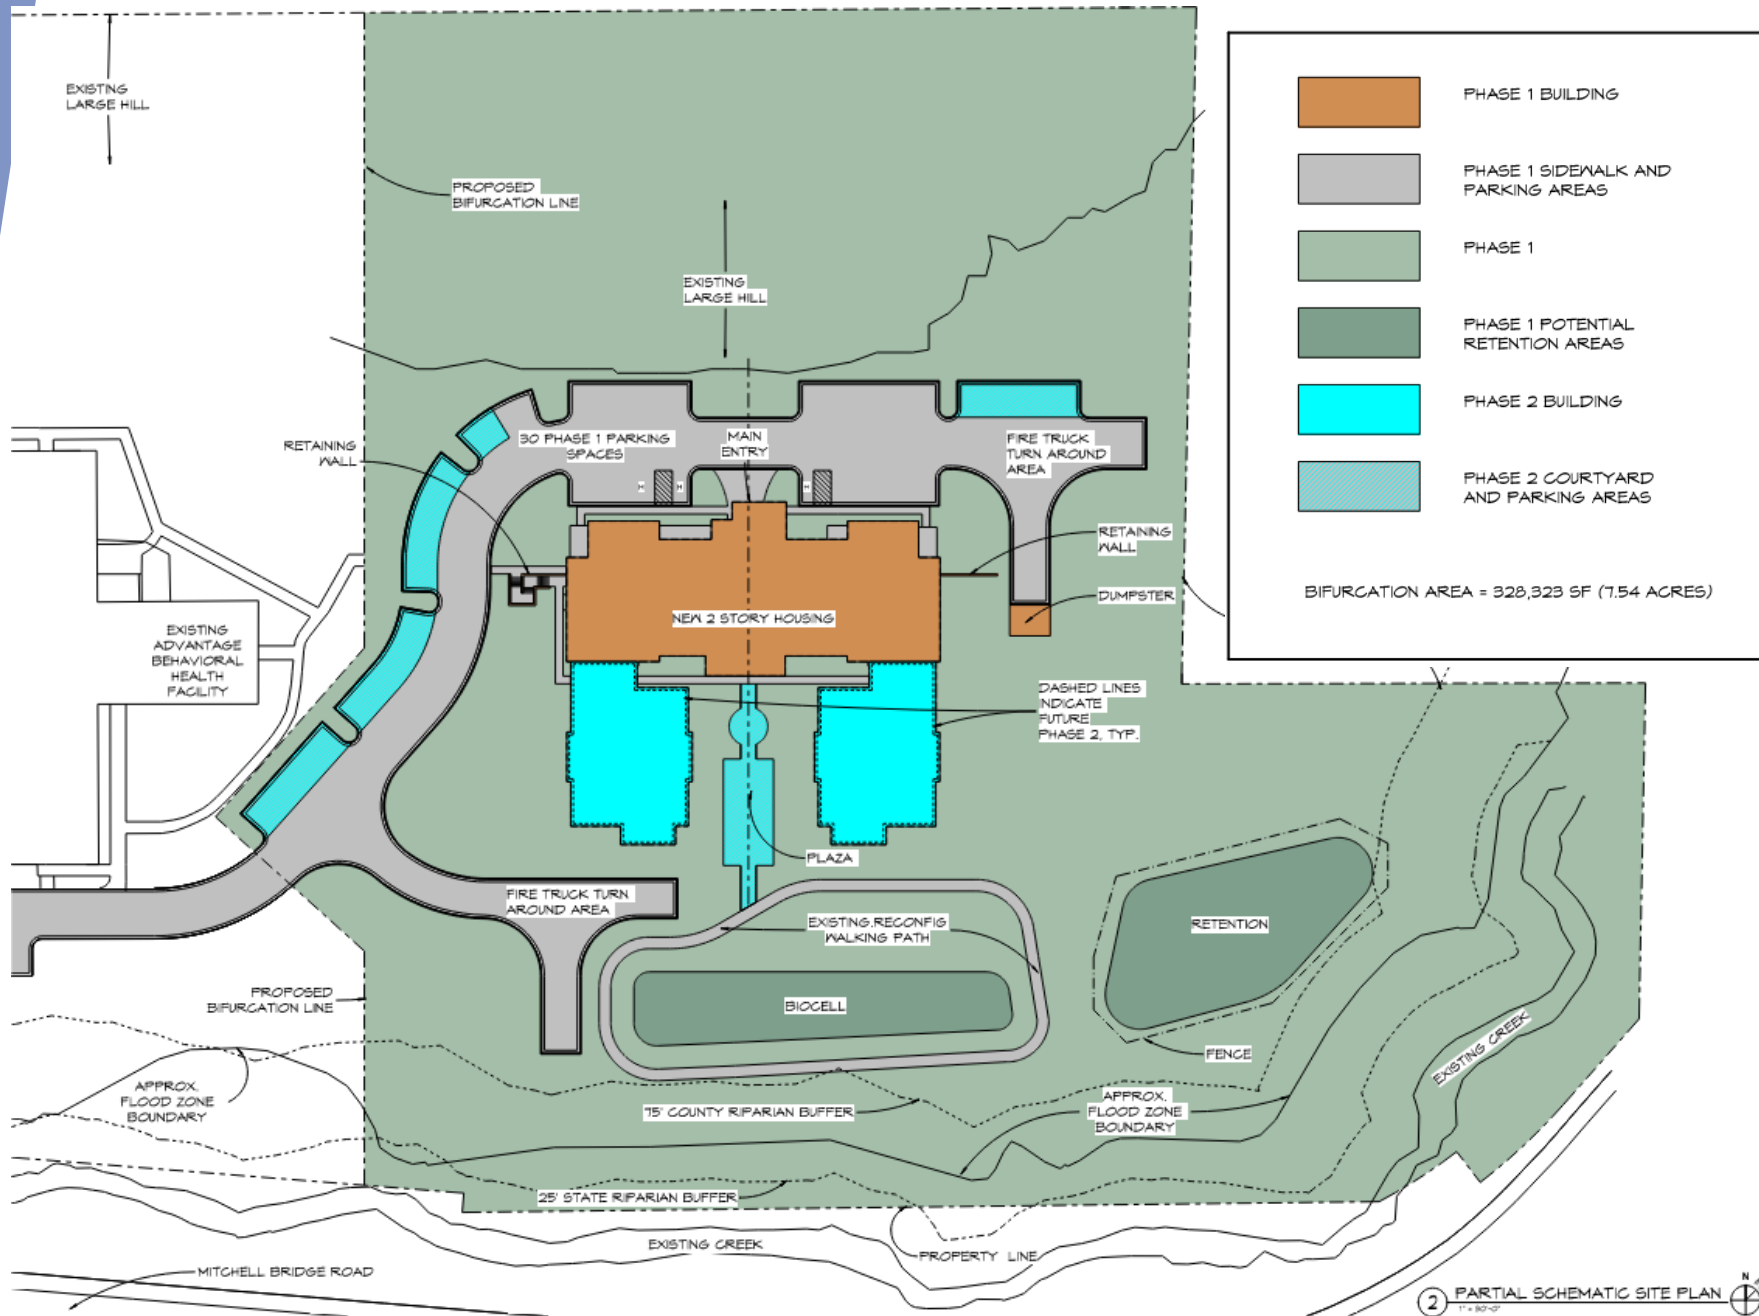 EXISTING
LARGE HILL
PROPOSED
BIFURCATION LINE
EXISTING
LARGE HILL
PHASE 1 BUILDING
PHASE 1 SIDEWALK AND
PARKING AREAS
PHASE 1
PHASE 1 POTENTIAL
RETENTION AREAS
PHASE 2 BUILDING
PHASE 2 COURTYARD
AND PARKING AREAS
BIFURCATION AREA = 328,323 SF (7.54 ACRES)
RETAINING
WALL
30 PHASE 1 PARKING
SPACES
MAIN
ENTRY
FIRE TRUCK
TURN AROUND
AREA
H
H
H
RETAINING
WALL
DUMPSTER
NEW 2 STORY HOUSING
EXISTING
ADVANTAGE
BEHAVIORAL
HEALTH
FACILITY
DASHED LINES
INDICATE
FUTURE
PHASE 2, TYP.
PLAZA
FIRE TRUCK TURN
AROUND AREA
EXISTING RECONFIG
WALKING PATH
RETENTION
BIOCELL
PROPOSED
BIFURCATION LINE
FENCE
EXISTING CREEK
APPROX.
FLOOD ZONE
BOUNDARY
75' COUNTY RIPARIAN BUFFER
APPROX.
FLOOD ZONE
BOUNDARY
25' STATE RIPARIAN BUFFER
EXISTING CREEK
PROPERTY LINE
MITCHELL BRIDGE ROAD
2 PARTIAL SCHEMATIC SITE PLAN
N